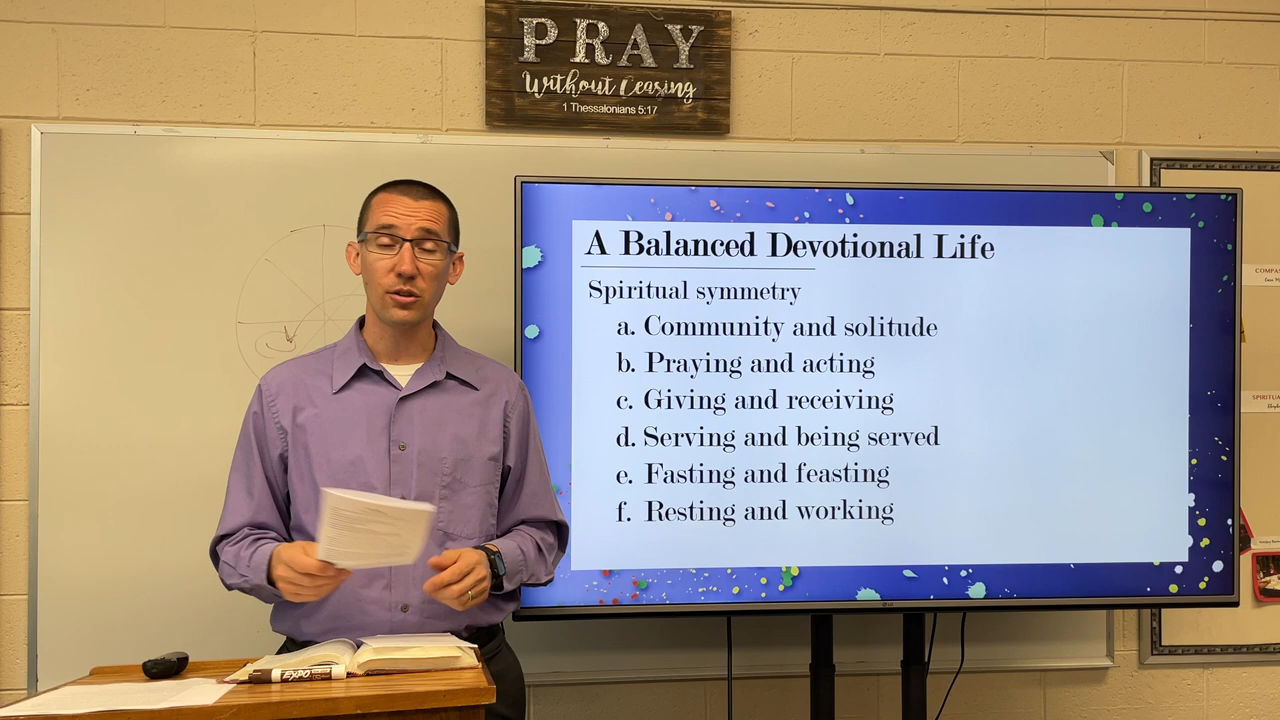 PRAY
Without Ceasing
1 Thessalonians 5:17
A Balanced Devotional Life
Spiritual symmetry
a. Community and solitude
b. Praying and acting
c. Giving and receiving
d. Serving and being served
e. Fasting and feasting
f. Resting and working
EXPO
LG